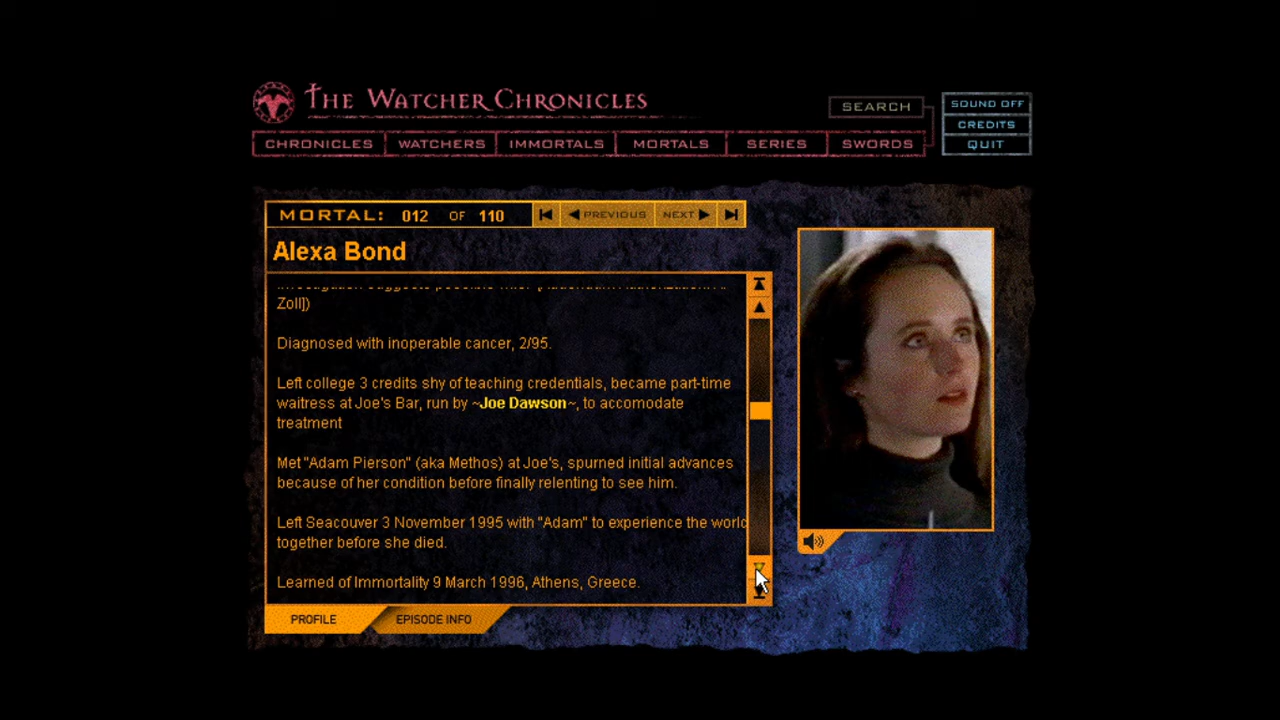 THE WATCHER CHRONICLES
SEARCH
SOUND OFF
CREDITS
QUIT
CHRONICLES
WATCHERS
IMMORTALS
MORTALS
SERIES
SWORDS
MORTAL: 012 OF 110
PREVIOUS
NEXT
Alexa Bond
Zoll])
Diagnosed with inoperable cancer, 2/95.
Left college 3 credits shy of teaching credentials, became part-time
waitress at Joe's Bar, run by ~Joe Dawson~, to accomodate
treatment
Met "Adam Pierson" (aka Methos) at Joe's, spurned initial advances
because of her condition before finally relenting to see him.
Left Seacouver 3 November 1995 with "Adam" to experience the world
together before she died.
Learned of Immortality 9 March 1996, Athens, Greece.
PROFILE
EPISODE INFO